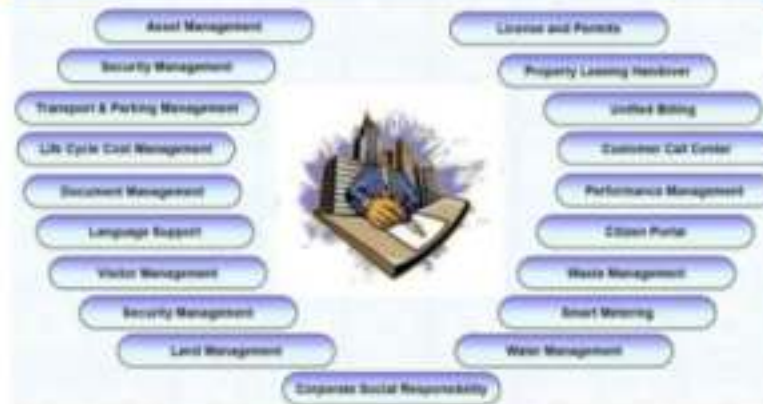 Asset Management
Security Management
Transport & Parking Management
Life Cycle Cost Management
Document Management
Language Support
Visitor Management
Security Management
Land Management
Corporate Social Responsibility
License and Permits
Property Leasing Handover
Unified Billing
Customer Call Center
Performance Management
Citizen Portal
Waste Management
Smart Metering
Water Management